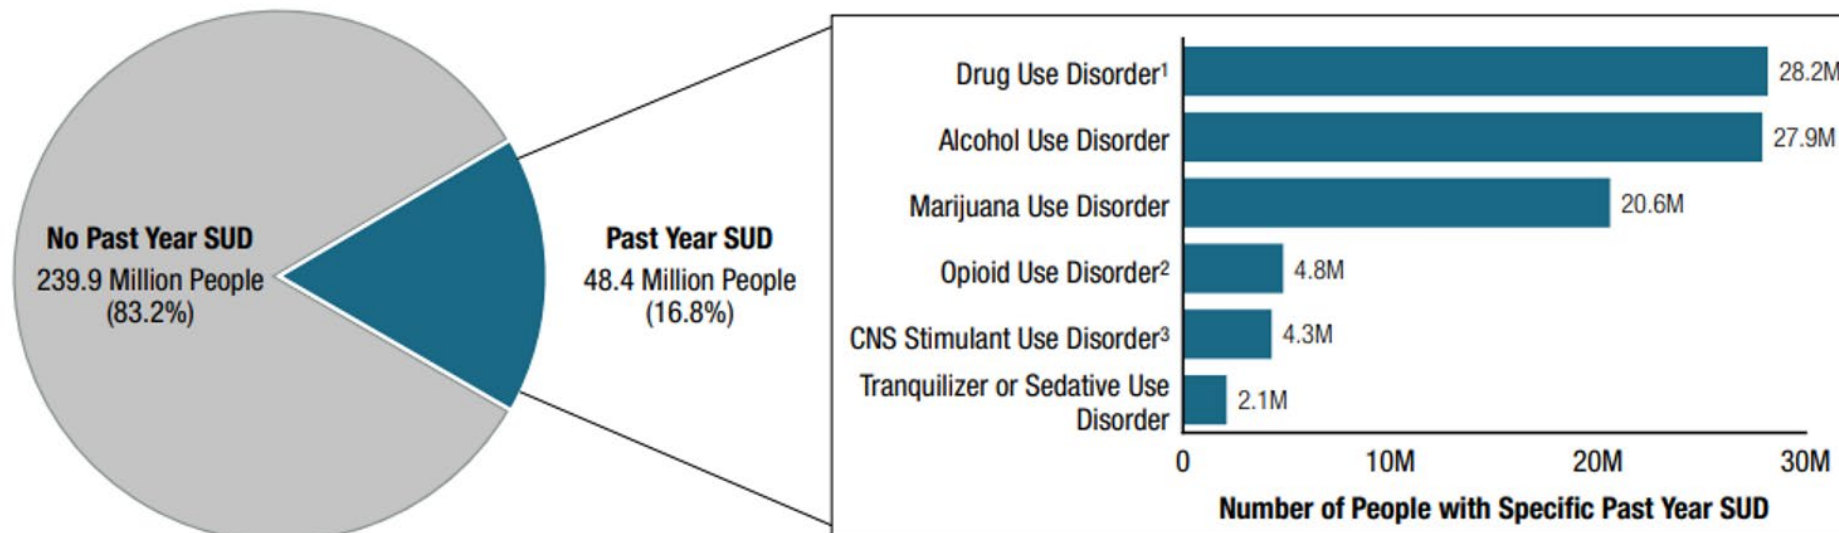 No Past Year SUD
239.9 Million People
(83.2%)
Past Year SUD
48.4 Million People
(16.8%)
Drug Use Disorder¹
28.2M
Alcohol Use Disorder
27.9M
Marijuana Use Disorder
20.6M
Opioid Use Disorder²
4.8M
CNS Stimulant Use Disorder³
4.3M
Tranquilizer or Sedative Use
Disorder
2.1M
0 10M 20M 30M
Number of People with Specific Past Year SUD